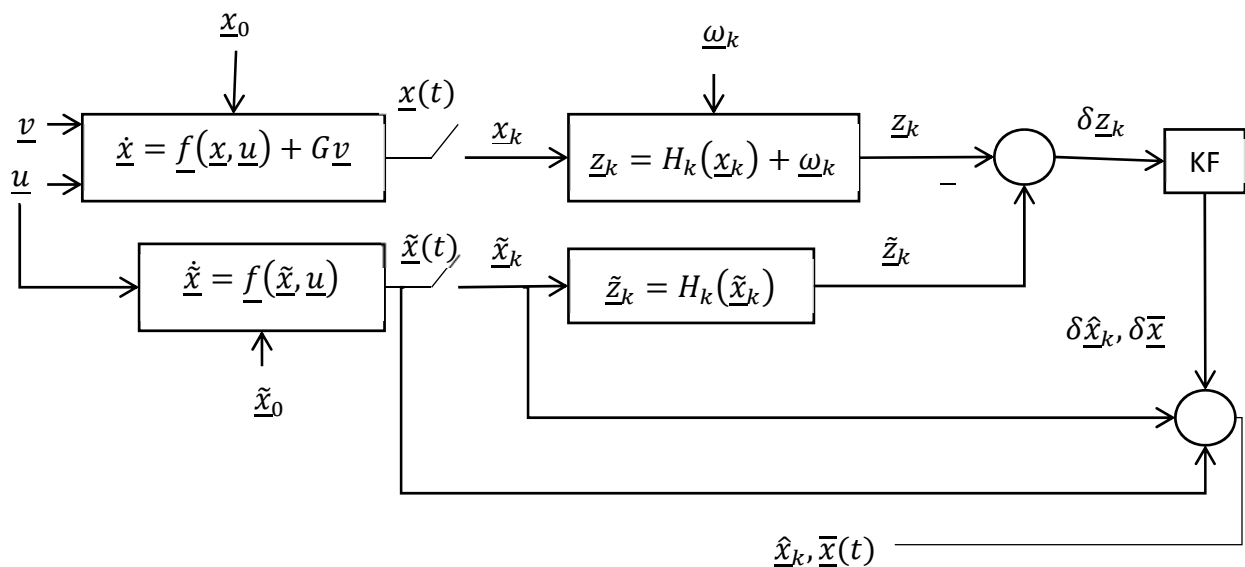 x̲₀
ω̲ₖ
v̲
u̲
ẋ̲ = f̲(x̲, u̲) + Gv̲
x̲(t)
x̲ₖ
z̲ₖ = Hₖ(x̲ₖ) + ω̲ₖ
z̲ₖ
−
δz̲ₖ
KF
x̲̃̇ = f̲(x̲̃, u̲)
x̲̃(t)
x̲̃ₖ
z̲̃ₖ = Hₖ(x̲̃ₖ)
z̲̃ₖ
x̲̃₀
δx̲̂ₖ, δx̲̅
x̲̂ₖ, x̲̅(t)